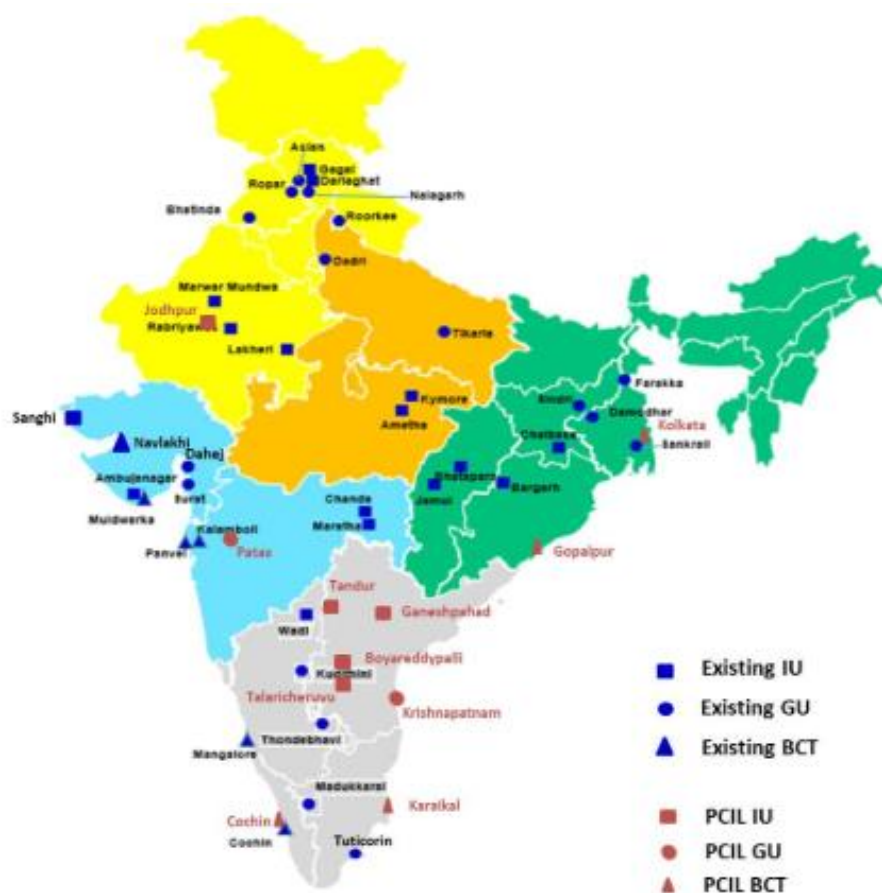 Asian
Gagal
Ropar
Darlaghat
Nalagarh
Bhatinda
Roorkee
Dadri
Marwar Mundwa
Jodhpur
Tikaria
Lakheri
Kymore
Ametha
Farakka
Sindri
Damodhar
Kolkata
Sankrail
Chaibasa
Sanghi
Navlakhi
Dahej
Ambujanagar
Surat
Muldwarka
Bhatapara
Jamul
Bargarh
Chanda
Maratha
Kalamboli
Panvel
Patas
Gopalpur
Tandur
Ganeshpahad
Wadi
Boyareddypalli
Kudithini
Talaricheruvu
Krishnapatnam
Thondebhavi
Mangalore
Madukkarai
Karaikal
Cochin
Cochin
Tuticorin
Existing IU
Existing GU
Existing BCT
PCIL IU
PCIL GU
PCIL BCT